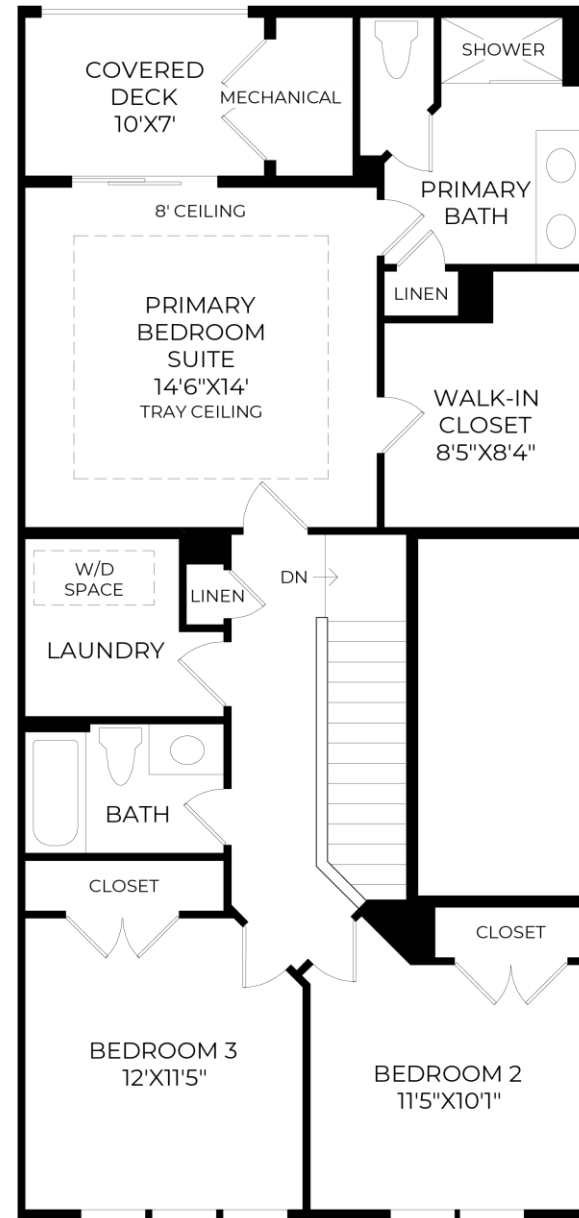 COVERED
DECK
10'X7'
MECHANICAL
SHOWER
PRIMARY
BATH
8' CEILING
LINEN
PRIMARY
BEDROOM
SUITE
14'6"X14'
TRAY CEILING
WALK-IN
CLOSET
8'5"X8'4"
W/D
SPACE
LINEN
DN
LAUNDRY
BATH
CLOSET
CLOSET
BEDROOM 3
12'X11'5"
BEDROOM 2
11'5"X10'1"